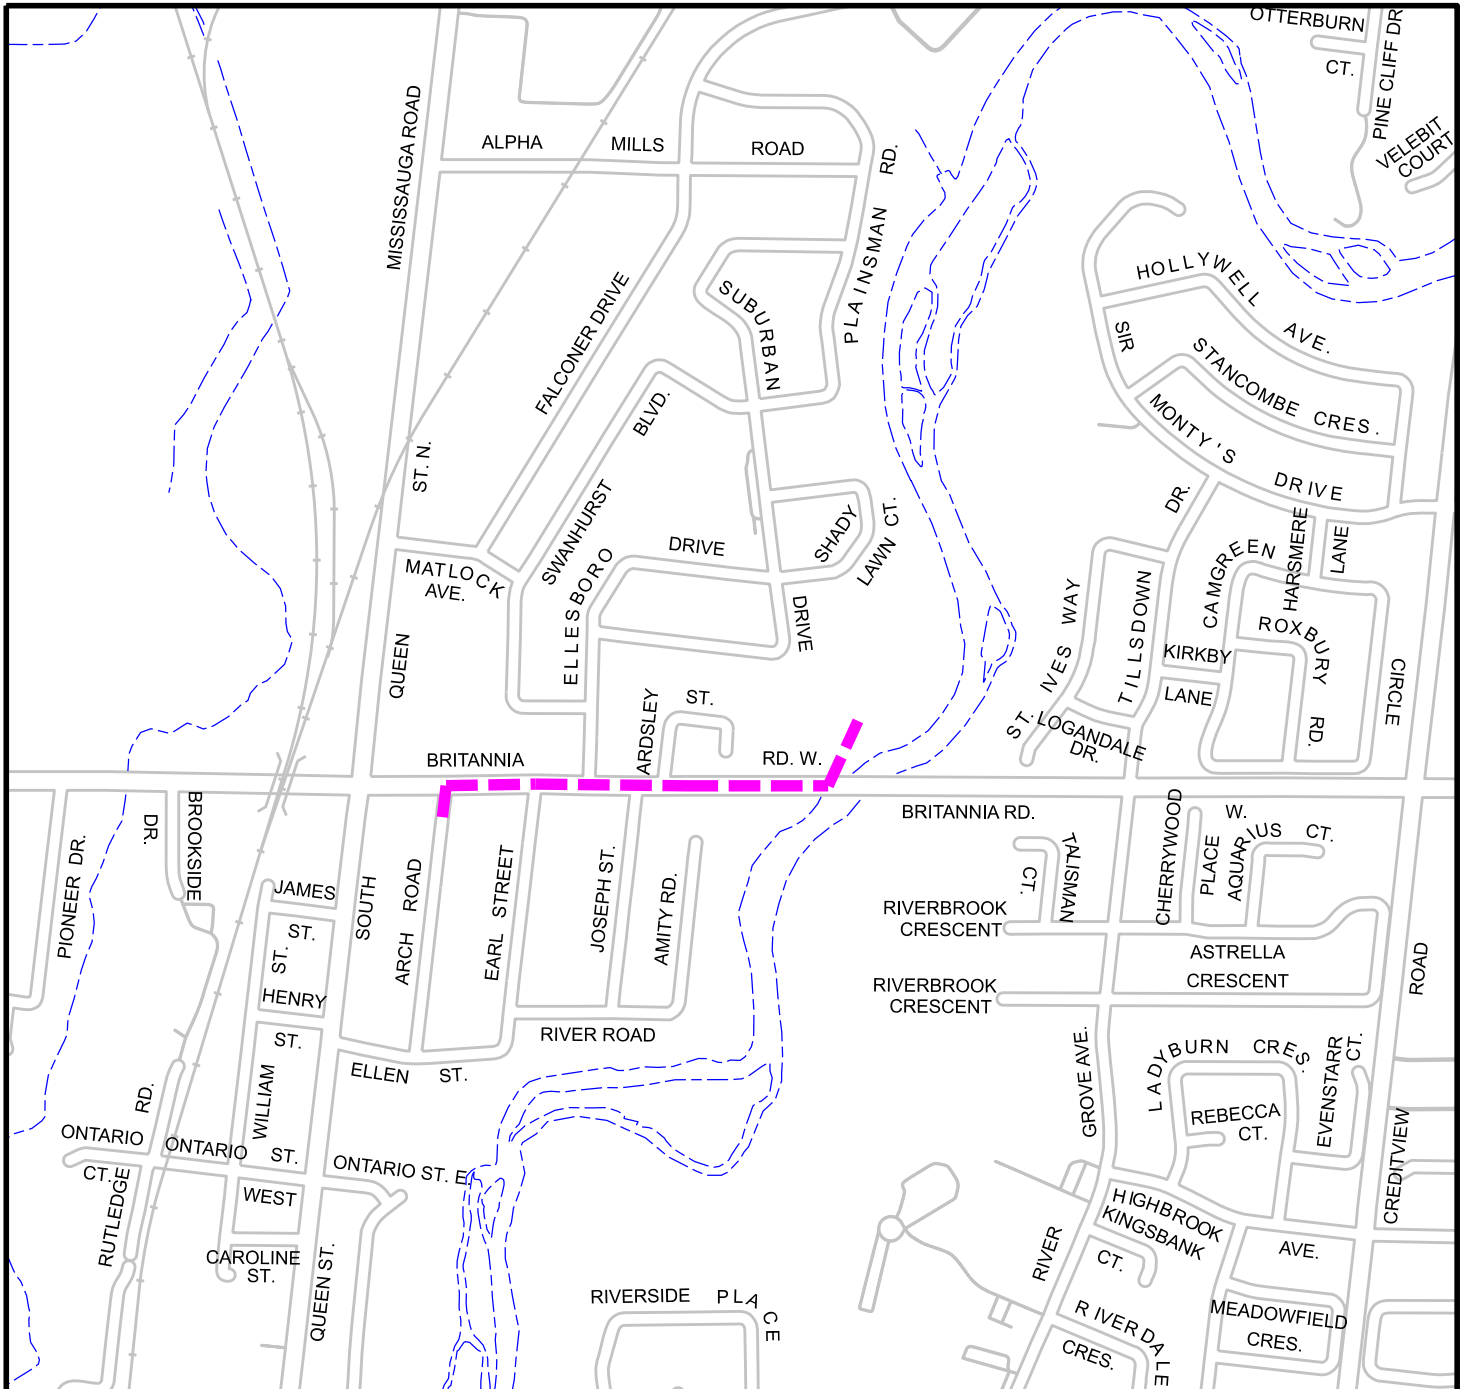 OTTERBURN
CT.
PINE CLIFF DR
VELEBIT
COURT
MISSISSAUGA ROAD
ALPHA MILLS ROAD
PLAINSMAN RD.
HOLLYWELL AVE.
SUBURBAN
FALCONER DRIVE
SIR
STANCOMBE CRES.
MONTY'S DRIVE
SWANHURST BLVD.
ST. N.
DR.
SHADY
LAWN CT.
HARSMERE
LANE
DRIVE
ELLESBORO
MATLOCK
AVE.
CAMGREEN
IVES WAY
TILLSDOWN
DRIVE
ROXBURY RD.
KIRKBY
LANE
QUEEN
CIRCLE
ARDSLEY ST.
ST.
LOGANDALE
DR.
BRITANNIA RD. W.
BRITANNIA RD. W.
BROOKSIDE
DR.
PIONEER DR.
CHERRYWOOD
PLACE
AQUARIUS CT.
TALISMAN
CT.
JAMES
ST.
SOUTH
ARCH ROAD
EARL STREET
JOSEPH ST.
AMITY RD.
RIVERBROOK
CRESCENT
ST.
ASTRELLA
CRESCENT
ROAD
HENRY
ST.
RIVERBROOK
CRESCENT
RIVER ROAD
ELLEN ST.
WILLIAM
GROVE AVE.
LADYBURN CRES.
EVENSTARR
CT.
RD.
REBECCA
CT.
CREDITVIEW
ONTARIO
CT.
ONTARIO ST.
WEST
ONTARIO ST. E.
RUTLEDGE
HIGHBROOK
KINGSBANK
CT.
AVE.
RIVER
CAROLINE
ST.
QUEEN ST.
RIVERSIDE PLACE
RIVERDALE
CRES.
MEADOWFIELD
CRES.